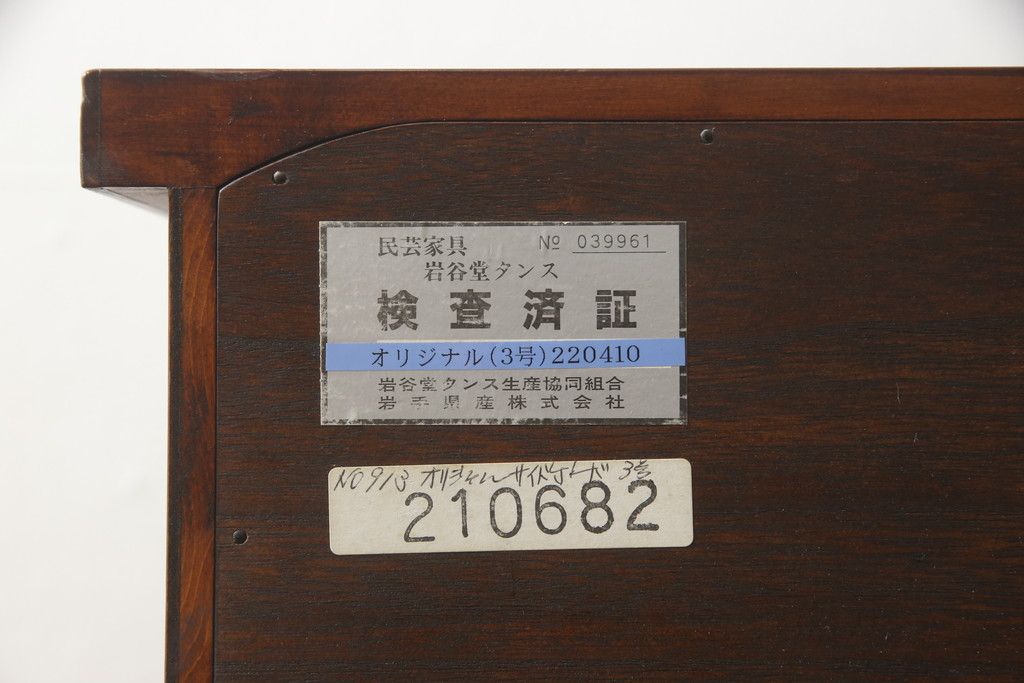 民芸家具 № 039961
岩谷堂タンス
検査済証
オリジナル(3号)220410
岩谷堂タンス生産協同組合
岩手県産株式会社
NO913 オリジナルサイドボード 3号
210682